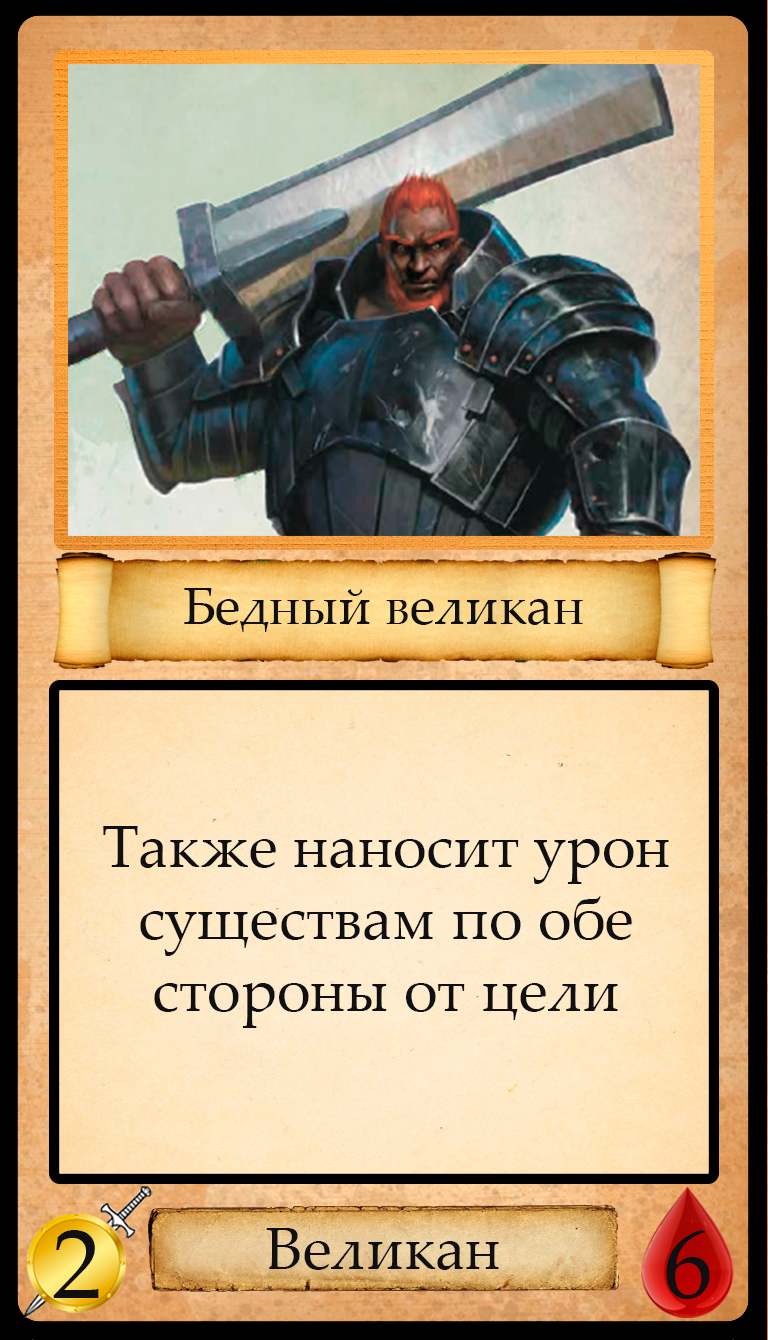 Бедный великан
Также наносит урон
существам по обе
стороны от цели
2
Великан
6